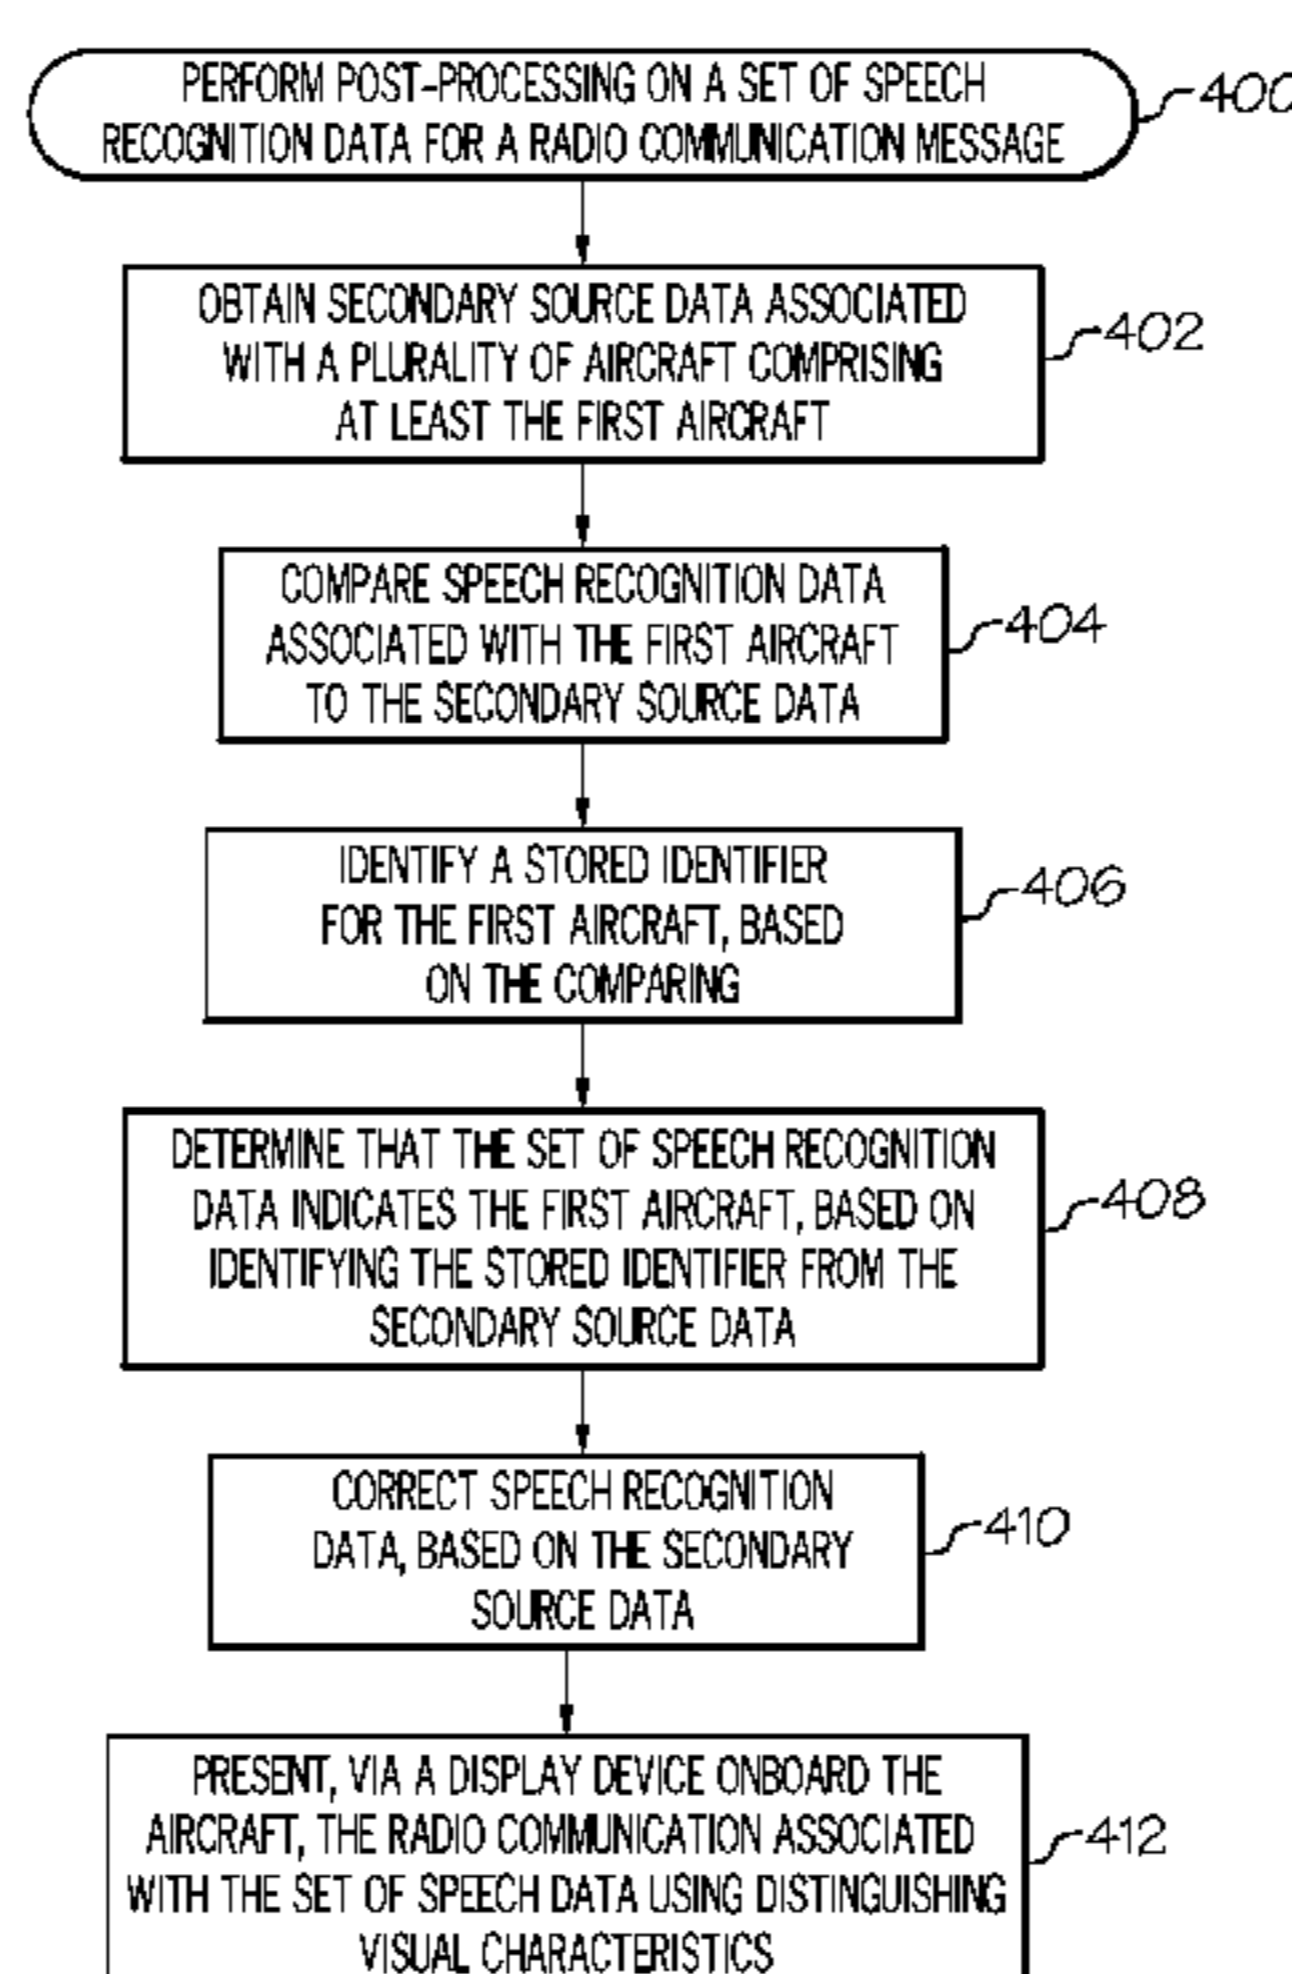 PERFORM POST-PROCESSING ON A SET OF SPEECH
RECOGNITION DATA FOR A RADIO COMMUNICATION MESSAGE
400
OBTAIN SECONDARY SOURCE DATA ASSOCIATED
WITH A PLURALITY OF AIRCRAFT COMPRISING
AT LEAST THE FIRST AIRCRAFT
402
COMPARE SPEECH RECOGNITION DATA
ASSOCIATED WITH THE FIRST AIRCRAFT
TO THE SECONDARY SOURCE DATA
404
IDENTIFY A STORED IDENTIFIER
FOR THE FIRST AIRCRAFT, BASED
ON THE COMPARING
406
DETERMINE THAT THE SET OF SPEECH RECOGNITION
DATA INDICATES THE FIRST AIRCRAFT, BASED ON
IDENTIFYING THE STORED IDENTIFIER FROM THE
SECONDARY SOURCE DATA
408
CORRECT SPEECH RECOGNITION
DATA, BASED ON THE SECONDARY
SOURCE DATA
410
PRESENT, VIA A DISPLAY DEVICE ONBOARD THE
AIRCRAFT, THE RADIO COMMUNICATION ASSOCIATED
WITH THE SET OF SPEECH DATA USING DISTINGUISHING
VISUAL CHARACTERISTICS
412